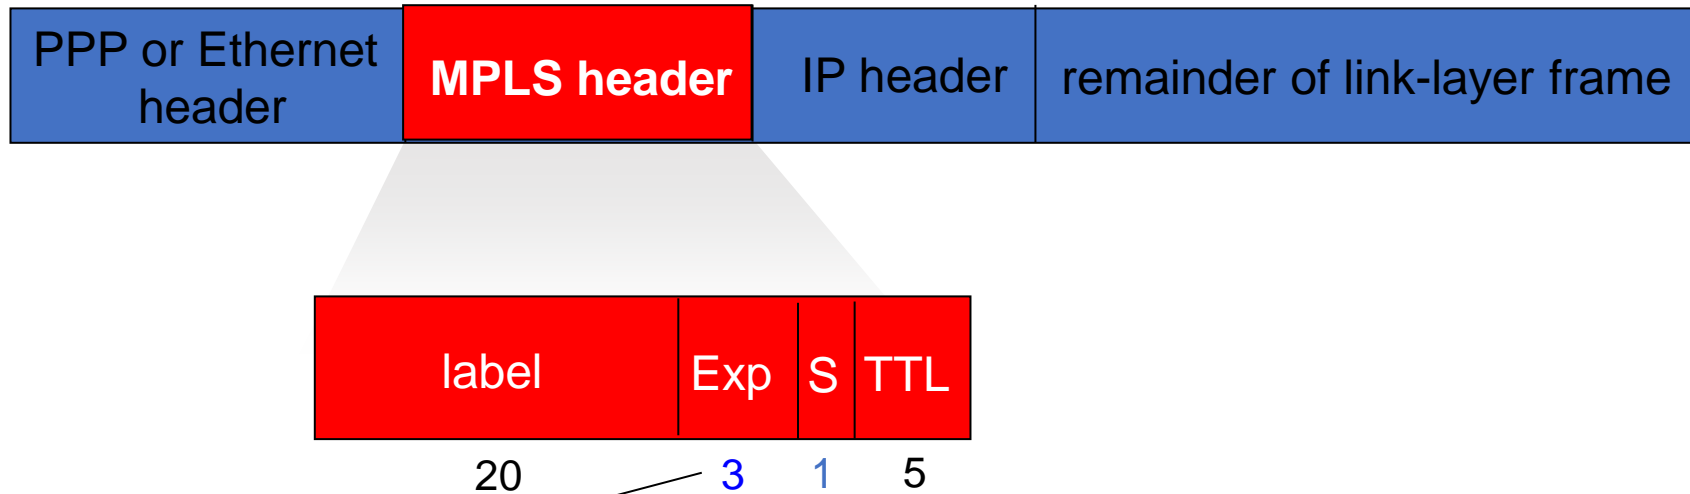 PPP or Ethernet
header
MPLS header
IP header
remainder of link-layer frame
label
Exp
S
TTL
20
3
1
5